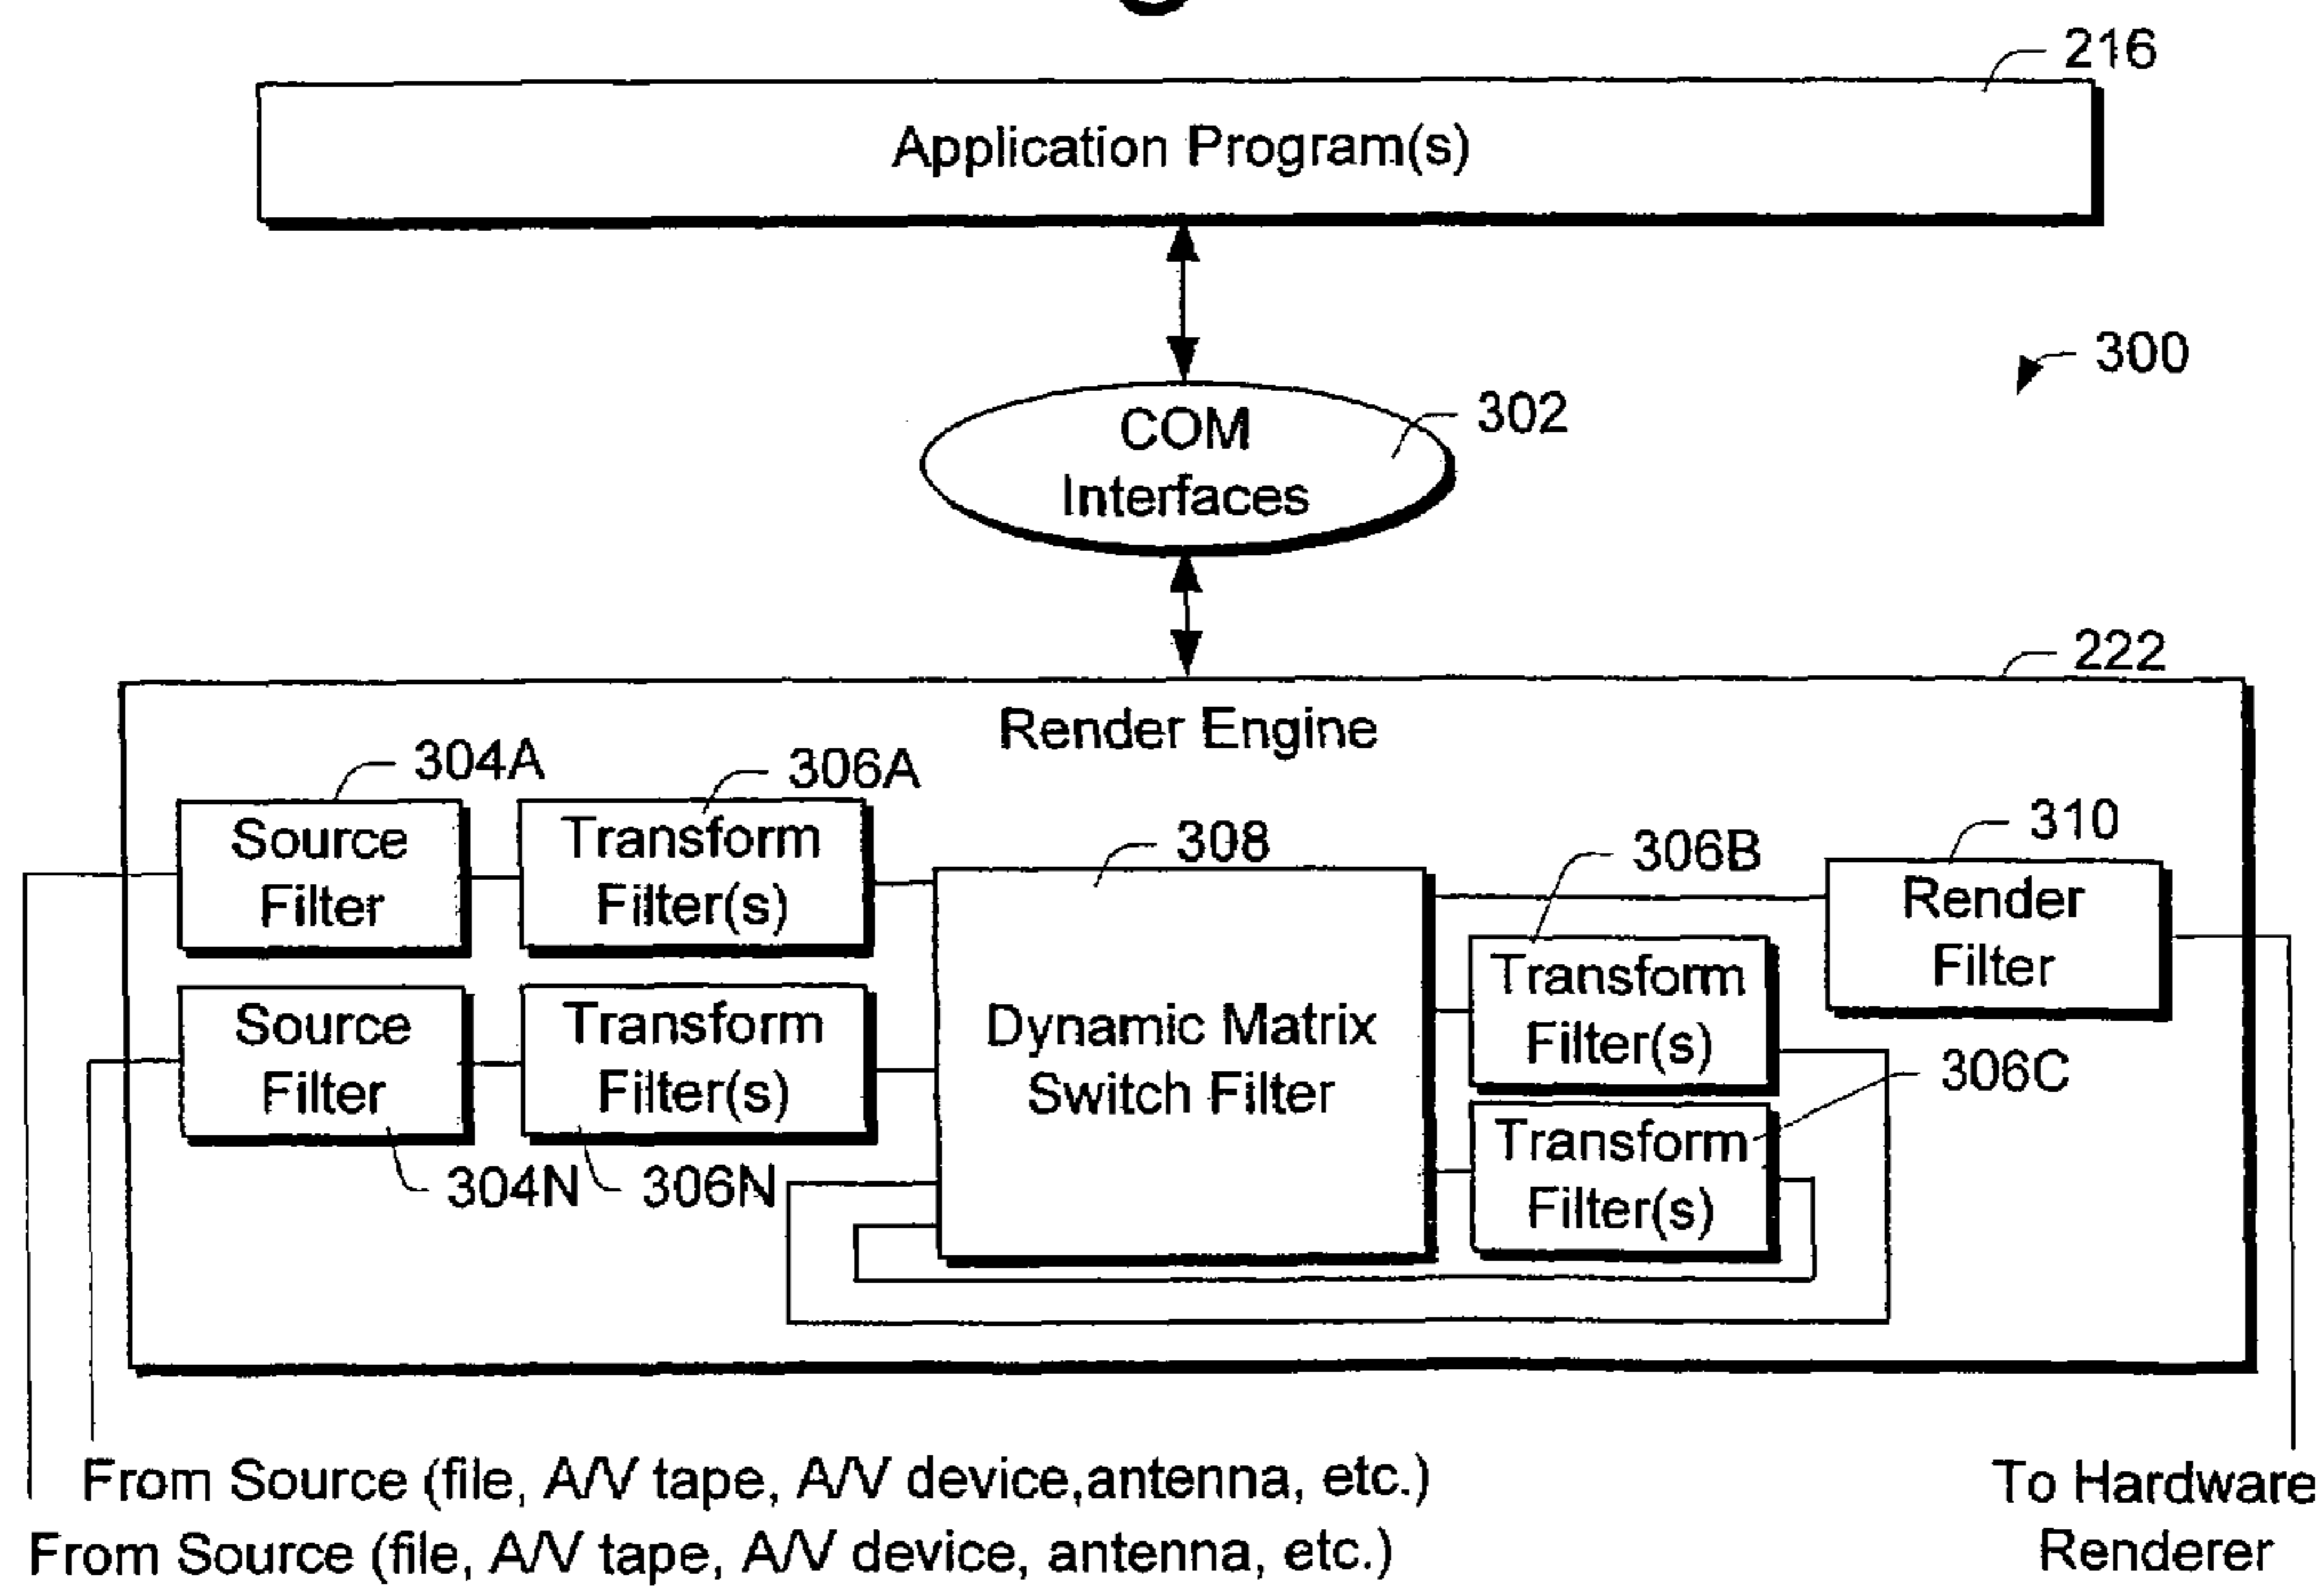 216
Application Program(s)
300
COM
Interfaces
302
222
Render Engine
304A
306A
308
306B
310
Source
Filter
Transform
Filter(s)
Render
Filter
Transform
Filter(s)
Source
Filter
Transform
Filter(s)
Dynamic Matrix
Switch Filter
306C
Transform
Filter(s)
304N
306N
From Source (file, A/V tape, A/V device,antenna, etc.)
From Source (file, A/V tape, A/V device, antenna, etc.)
To Hardware
Renderer